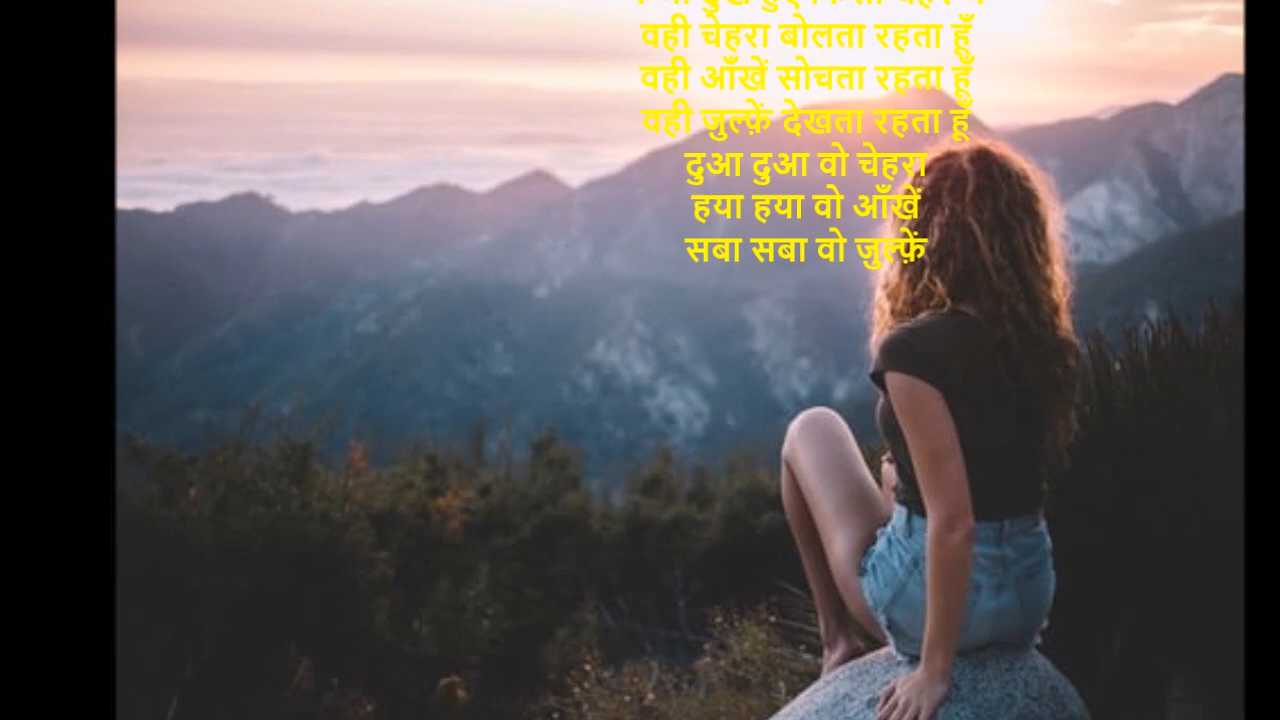 वही चेहरा बोलता रहता हूँ
वही आँखें सोचता रहता हूँ
वही ज़ुल्फ़ें देखता रहता हूँ
दुआ दुआ वो चेहरा
हया हया वो आँखें
सबा सबा वो ज़ुल्फ़ें